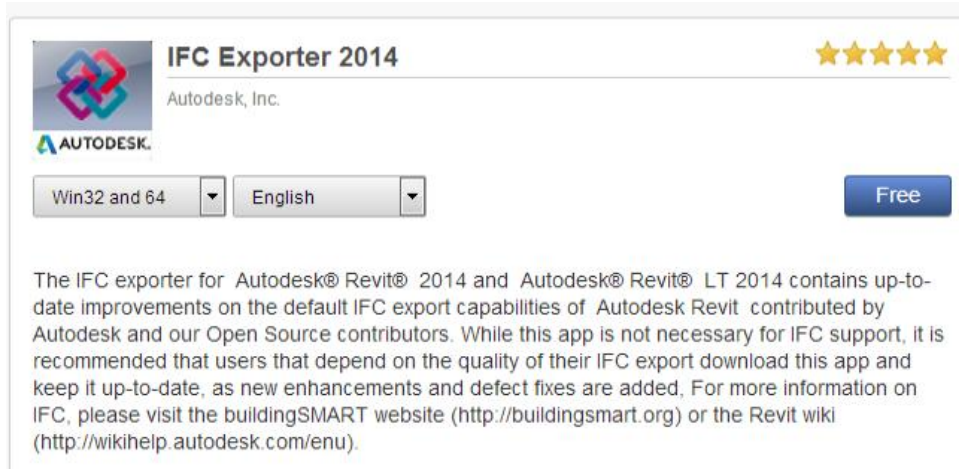 IFC Exporter 2014
Autodesk, Inc.
AUTODESK.
Win32 and 64
English
Free
The IFC exporter for Autodesk® Revit® 2014 and Autodesk® Revit® LT 2014 contains up-to-
date improvements on the default IFC export capabilities of Autodesk Revit contributed by
Autodesk and our Open Source contributors. While this app is not necessary for IFC support, it is
recommended that users that depend on the quality of their IFC export download this app and
keep it up-to-date, as new enhancements and defect fixes are added, For more information on
IFC, please visit the buildingSMART website (http://buildingsmart.org) or the Revit wiki
(http://wikihelp.autodesk.com/enu).